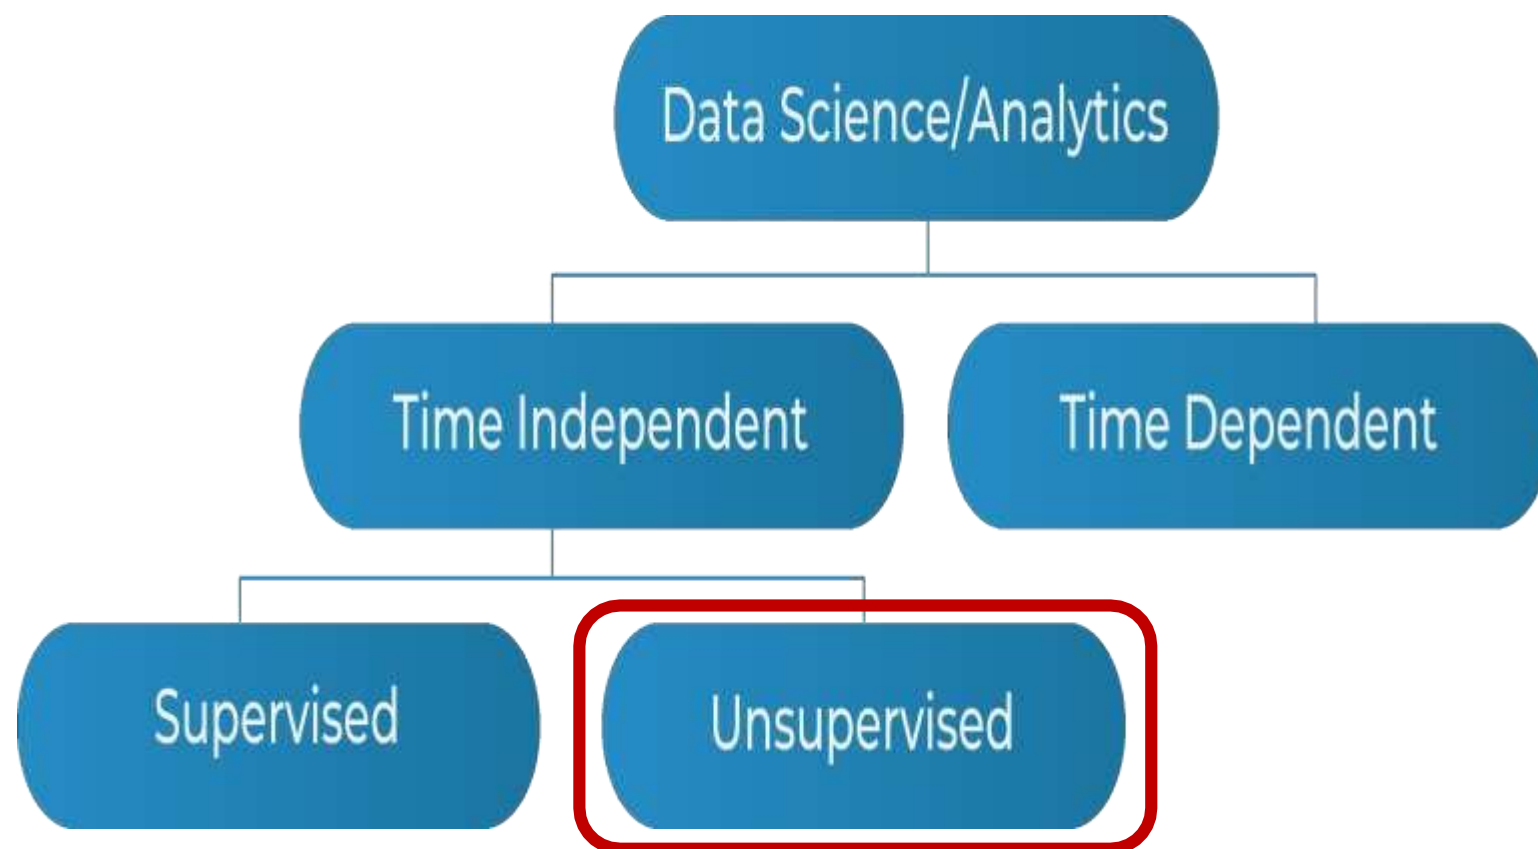 Data Science/Analytics
Time Independent
Time Dependent
Supervised
Unsupervised